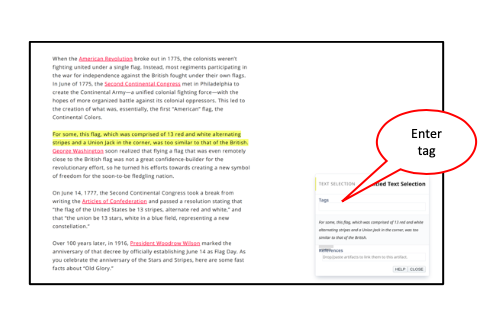 When the American Revolution broke out in 1775, the colonists weren't
fighting united under a single flag. Instead, most regiments participating in
the war for independence against the British fought under their own flags.
In June of 1775, the Second Continental Congress met in Philadelphia to
create the Continental Army—a unified colonial fighting force—with the
hopes of more organized battle against its colonial oppressors. This led to
the creation of what was, essentially, the first "American" flag, the
Continental Colors.
For some, this flag, which was comprised of 13 red and white alternating
stripes and a Union Jack in the corner, was too similar to that of the British.
George Washington soon realized that flying a flag that was even remotely
close to the British flag was not a great confidence-builder for the
revolutionary effort, so he turned his efforts towards creating a new symbol
of freedom for the soon-to-be fledgling nation.
On June 14, 1777, the Second Continental Congress took a break from
writing the Articles of Confederation and passed a resolution stating that
"the flag of the United States be 13 stripes, alternate red and white," and
that "the union be 13 stars, white in a blue field, representing a new
constellation."
Over 100 years later, in 1916, President Woodrow Wilson marked the
anniversary of that decree by officially establishing June 14 as Flag Day. As
you celebrate the anniversary of the Stars and Stripes, here are some fast
facts about "Old Glory."
Enter
tag
TEXT SELECTION Text Selection
Tags
For some, this flag, which was comprised of 13 red and white
alternating stripes and a Union Jack in the corner, was too
similar to that of the British.
References
Drag/paste artifacts to link them to this artifact.
HELP CLOSE